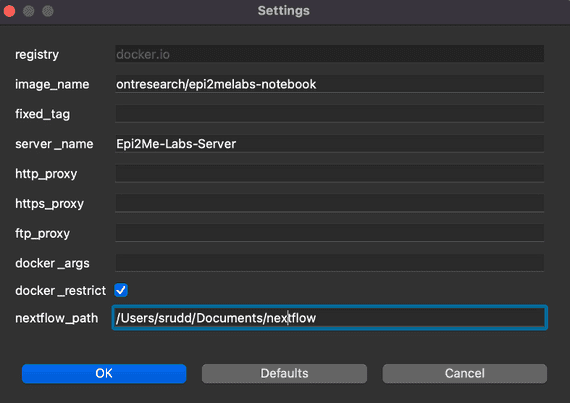 Settings
registry docker.io
image_name ontresearch/epi2melabs-notebook
fixed_tag
server_name Epi2Me-Labs-Server
http_proxy
https_proxy
ftp_proxy
docker_args
docker_restrict
nextflow_path /Users/srudd/Documents/nextflow
OK Defaults Cancel